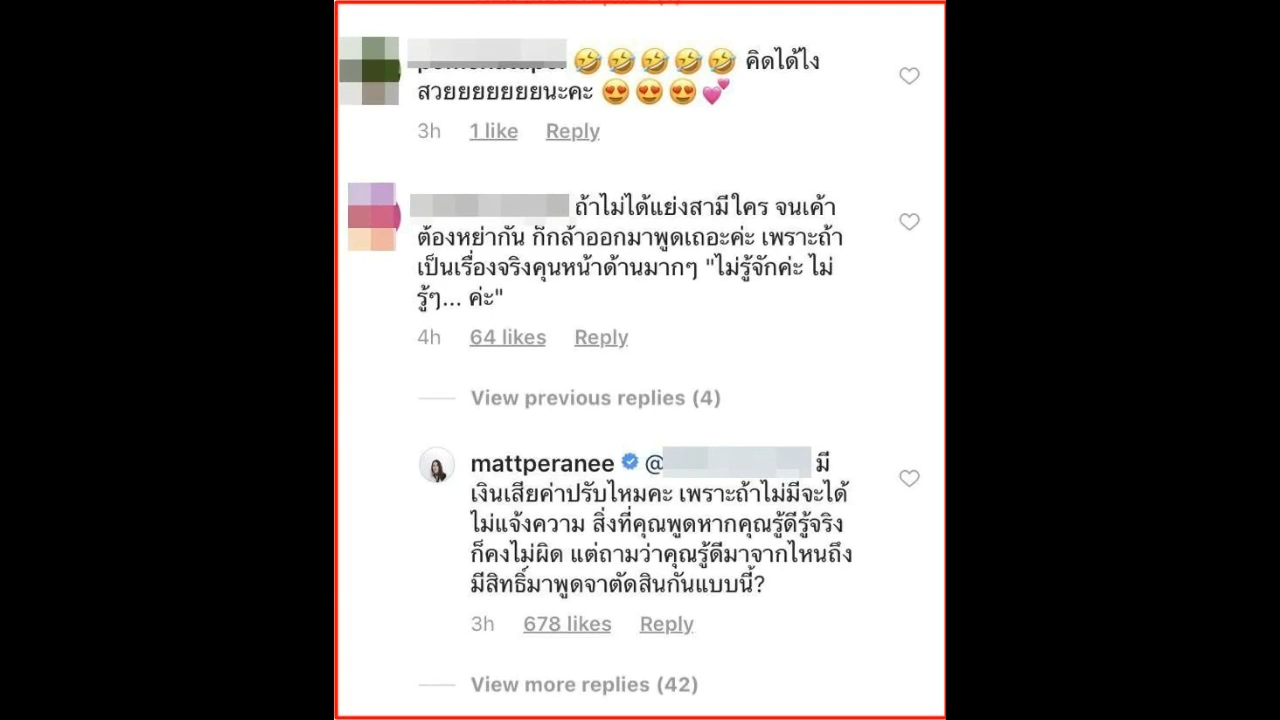 🤣🤣🤣🤣🤣 คิดได้ไง
สวยยยยยยยนะคะ 😍😍😍💕
3h 1 like Reply
ถ้าไม่ได้แย่งสามีใคร จนเค้า
ต้องหย่ากัน ก็กล้าออกมาพูดเถอะค่ะ เพราะถ้า
เป็นเรื่องจริงคุนหน้าด้านมากๆ "ไม่รู้จักค่ะ ไม่
รู้ๆ... ค่ะ"
4h 64 likes Reply
View previous replies (4)
mattperanee @ มี
เงินเสียค่าปรับไหมคะ เพราะถ้าไม่มีจะได้
ไม่แจ้งความ สิ่งที่คุณพูดหากคุณรู้ดีรู้จริง
ก็คงไม่ผิด แต่ถามว่าคุณรู้ดีมาจากไหนถึง
มีสิทธิ์มาพูดจาตัดสินกันแบบนี้?
3h 678 likes Reply
View more replies (42)